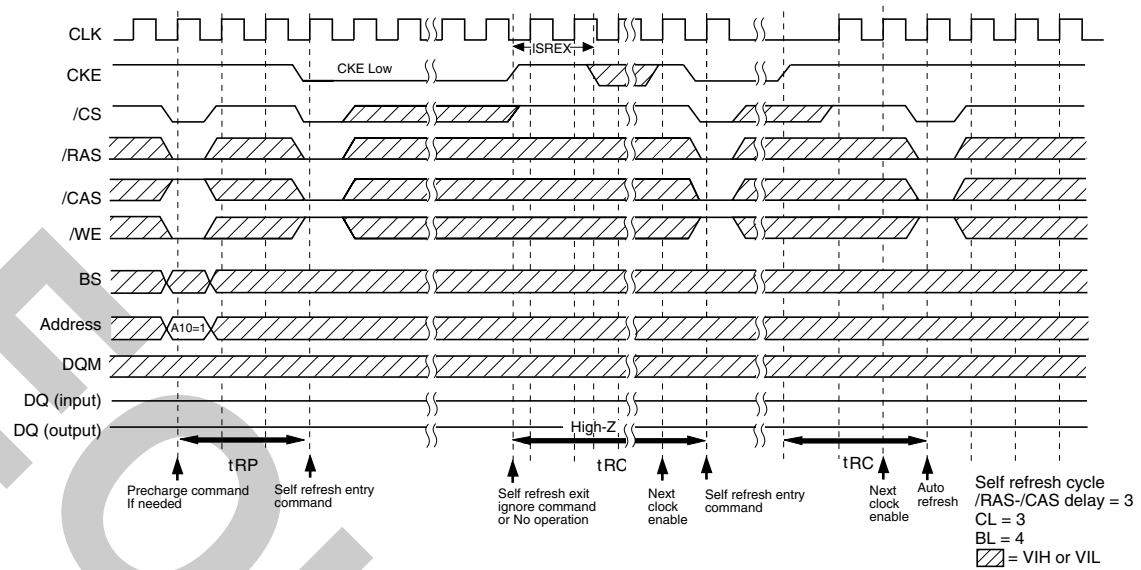 CLK
lSREX
CKE
CKE Low
/CS
/RAS
/CAS
/WE
BS
Address
A10=1
DQM
DQ (input)
DQ (output)
High-Z
tRP
tRC
tRC
Precharge command
If needed
Self refresh entry
command
Self refresh exit
ignore command
or No operation
Next
clock
enable
Self refresh entry
command
Next
clock
enable
Auto
refresh
Self refresh cycle
/RAS-/CAS delay = 3
CL = 3
BL = 4
= VIH or VIL